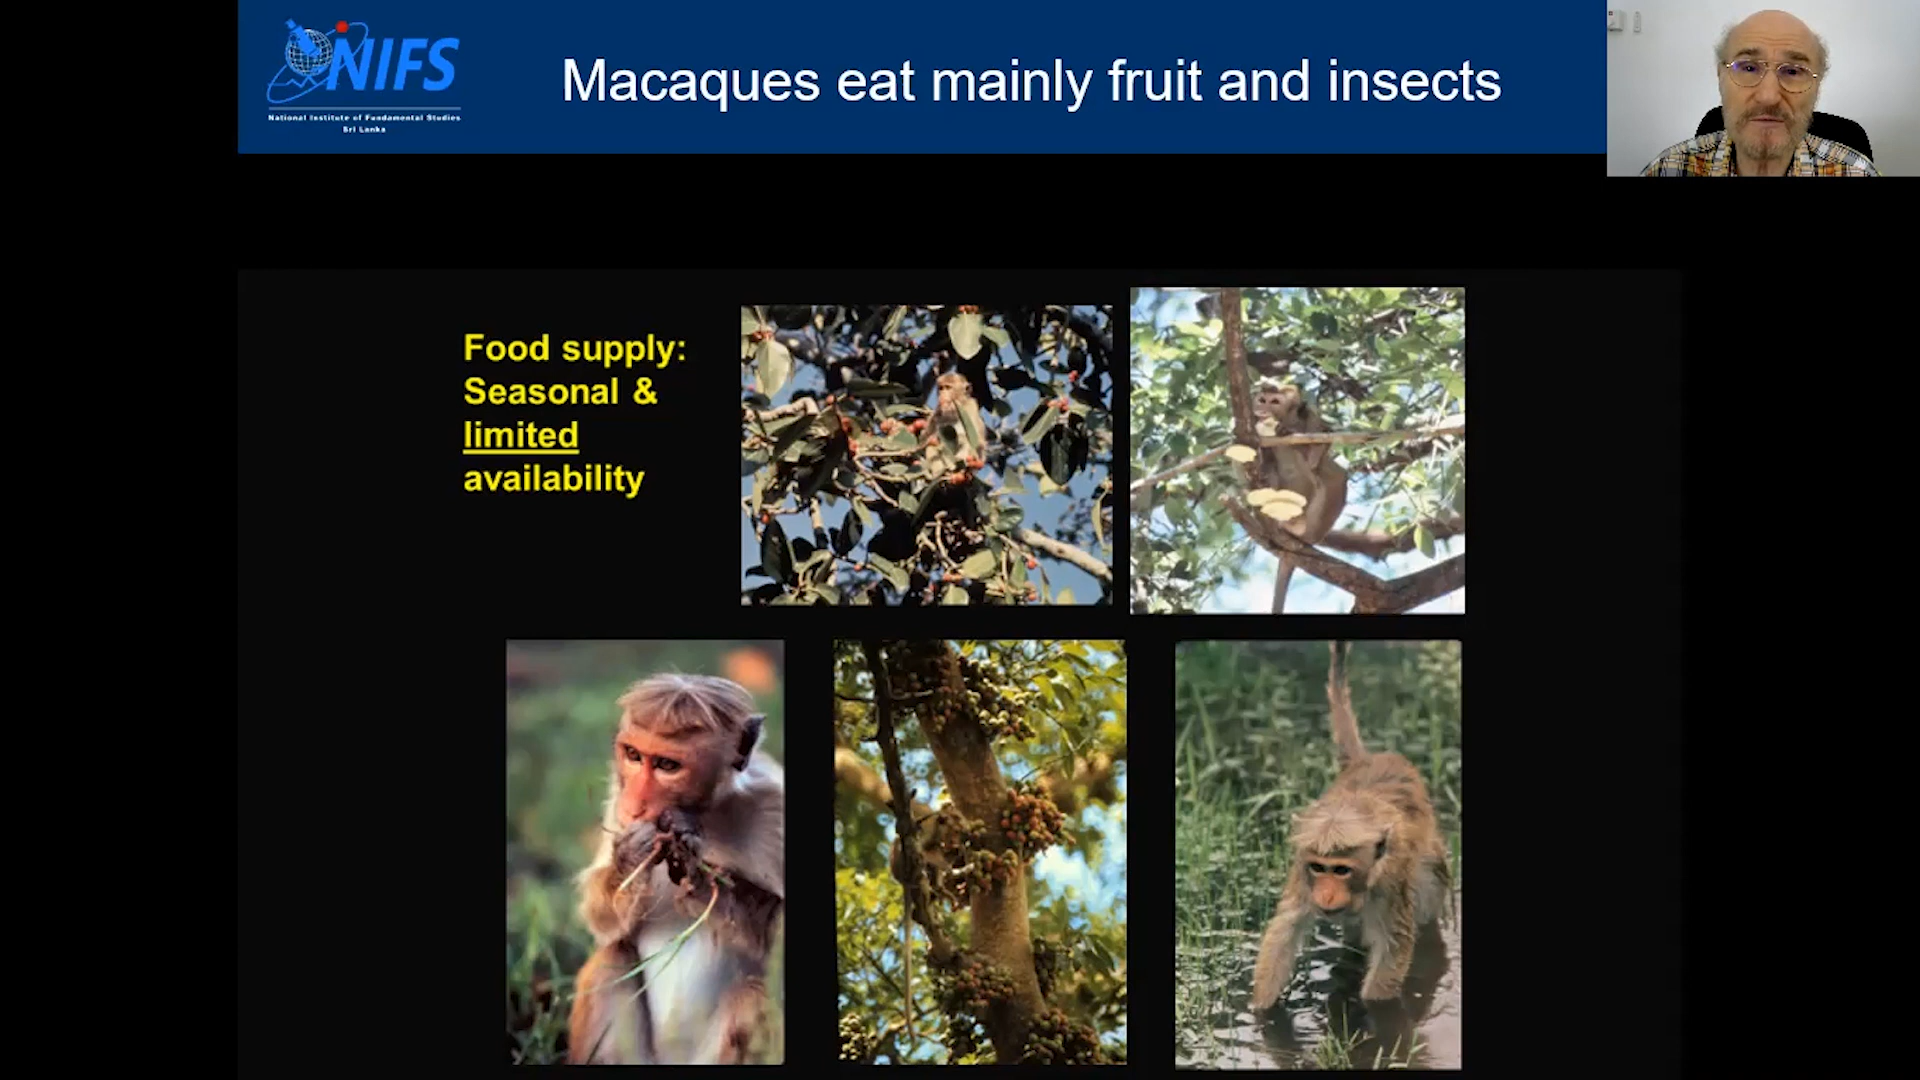 NIFS
National Institute of Fundamental Studies
Sri Lanka
Macaques eat mainly fruit and insects
Food supply:
Seasonal &
limited
availability